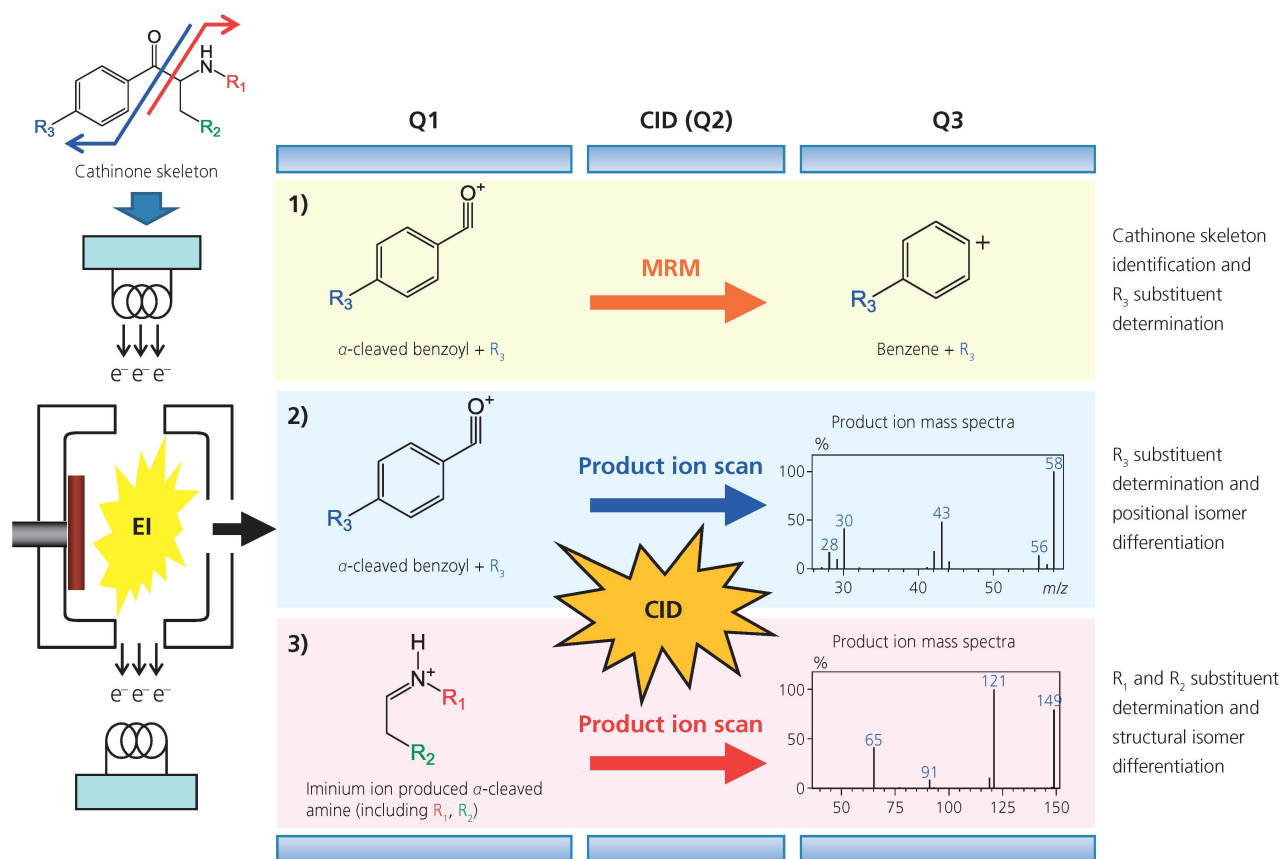 O
H
N
R1
R2
R3
Cathinone skeleton
e– e– e–
EI
e– e– e–
Q1
CID (Q2)
Q3
1)
O+
R3
α-cleaved benzoyl + R3
MRM
+
R3
Benzene + R3
Cathinone skeleton
identification and
R3 substituent
determination
2)
O+
R3
α-cleaved benzoyl + R3
Product ion scan
Product ion mass spectra
%
100
50
0
28
30
43
56
58
30
40
50
m/z
R3 substituent
determination and
positional isomer
differentiation
CID
3)
H
N+
R1
R2
Iminium ion produced α-cleaved
amine (including R1, R2)
Product ion scan
Product ion mass spectra
%
100
50
0
65
91
121
149
50
75
100
125
150
R1 and R2 substituent
determination and
structural isomer
differentiation